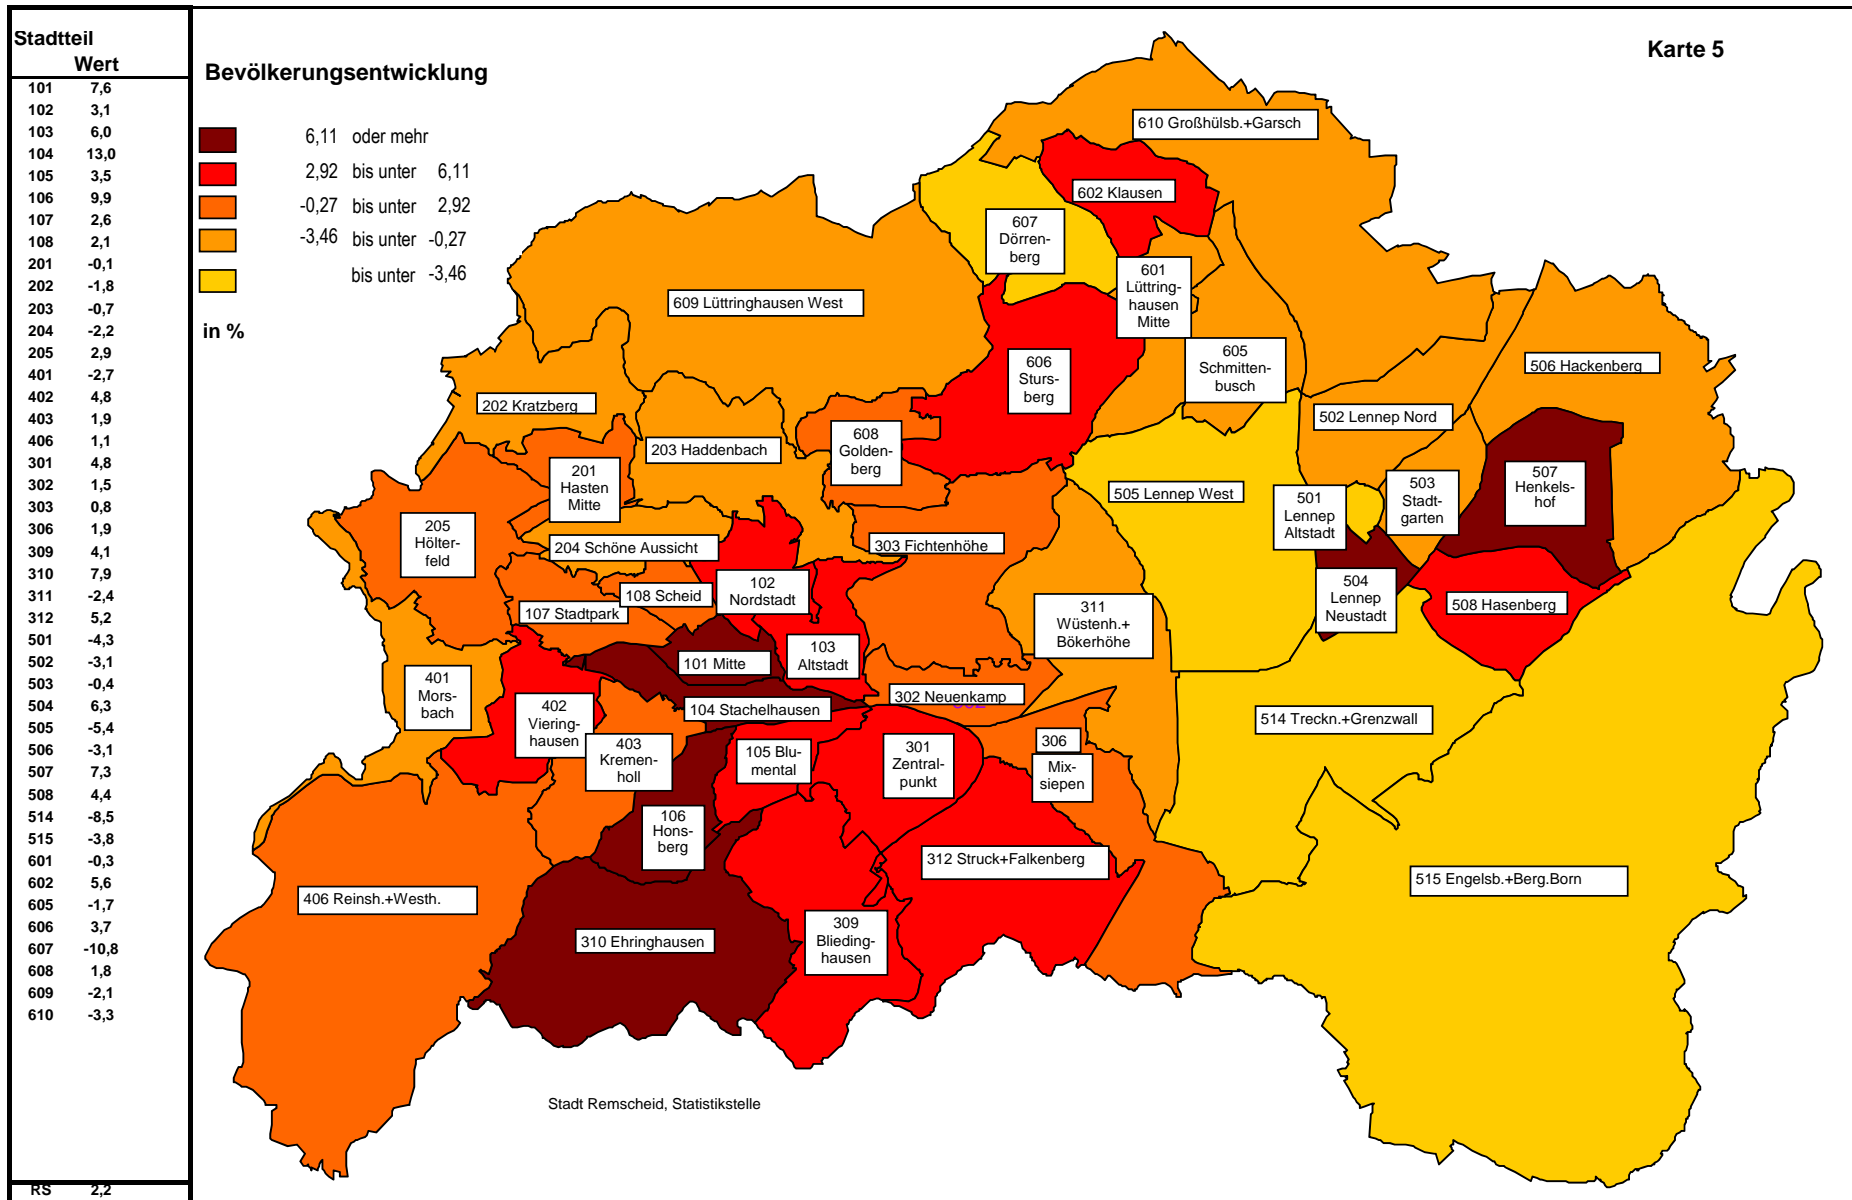 Stadtteil
Wert
101 7,6
102 3,1
103 6,0
104 13,0
105 3,5
106 9,9
107 2,6
108 2,1
201 -0,1
202 -1,8
203 -0,7
204 -2,2
205 2,9
401 -2,7
402 4,8
403 1,9
406 1,1
301 4,8
302 1,5
303 0,8
306 1,9
309 4,1
310 7,9
311 -2,4
312 5,2
501 -4,3
502 -3,1
503 -0,4
504 6,3
505 -5,4
506 -3,1
507 7,3
508 4,4
514 -8,5
515 -3,8
601 -0,3
602 5,6
605 -1,7
606 3,7
607 -10,8
608 1,8
609 -2,1
610 -3,3
RS 2,2
Bevölkerungsentwicklung
6,11 oder mehr
2,92 bis unter 6,11
-0,27 bis unter 2,92
-3,46 bis unter -0,27
bis unter -3,46
in %
Karte 5
610 Großhülsb.+Garsch
602 Klausen
607
Dörren-
berg
601
Lüttring-
hausen
Mitte
609 Lüttringhausen West
606
Sturs-
berg
605
Schmitten-
busch
506 Hackenberg
202 Kratzberg
502 Lennep Nord
203 Haddenbach
608
Golden-
berg
201
Hasten
Mitte
505 Lennep West
501
Lennep
Altstadt
503
Stadt-
garten
507
Henkels-
hof
205
Hölter-
feld
204 Schöne Aussicht
303 Fichtenhöhe
102
Nordstadt
108 Scheid
107 Stadtpark
504
Lennep
Neustadt
508 Hasenberg
311
Wüstenh.+
Bökerhöhe
103
Altstadt
101 Mitte
401
Mors-
bach
302 Neuenkamp
302
104 Stachelhausen
402
Viering-
hausen
514 Treckn.+Grenzwall
403
Kremen-
holl
105 Blu-
mental
301
Zentral-
punkt
306
Mix-
siepen
106
Hons-
berg
312 Struck+Falkenberg
515 Engelsb.+Berg.Born
406 Reinsh.+Westh.
310 Ehringhausen
309
Blieding-
hausen
Stadt Remscheid, Statistikstelle